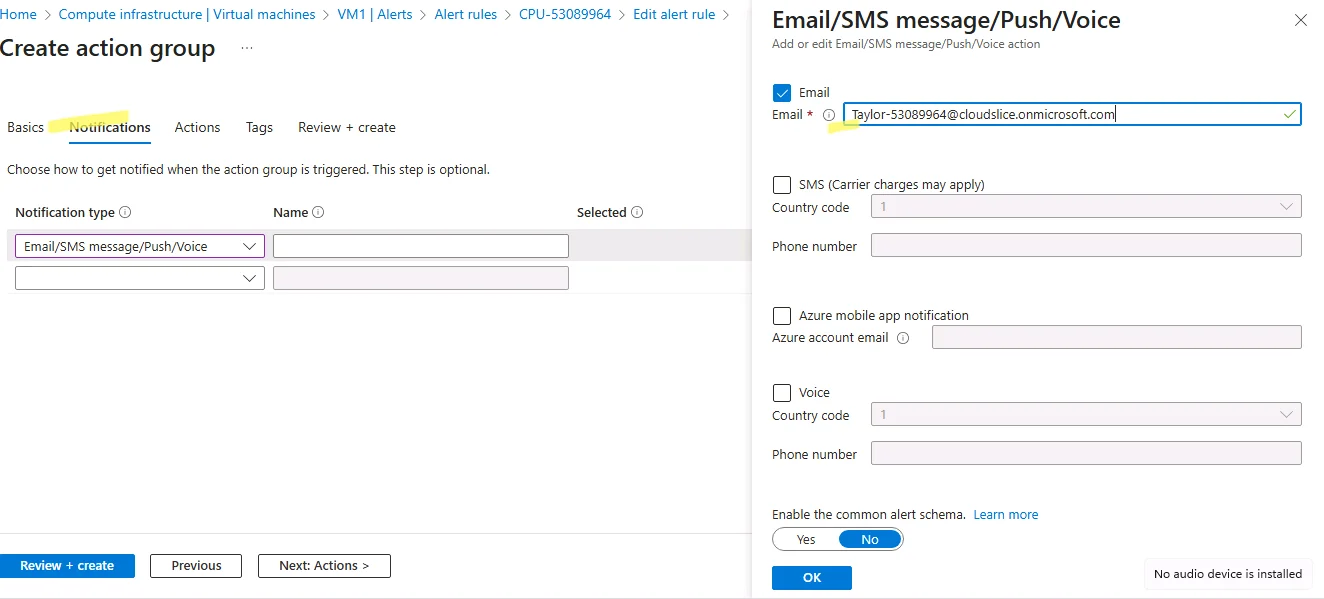 Home > Compute infrastructure | Virtual machines > VM1 | Alerts > Alert rules > CPU-53089964 > Edit alert rule >
Create action group ...
Basics Notifications Actions Tags Review + create
Choose how to get notified when the action group is triggered. This step is optional.
Notification type Name Selected
Email/SMS message/Push/Voice
Review + create Previous Next: Actions >
Email/SMS message/Push/Voice
Add or edit Email/SMS message/Push/Voice action
Email
Email * Taylor-53089964@cloudslice.onmicrosoft.com
SMS (Carrier charges may apply)
Country code 1
Phone number
Azure mobile app notification
Azure account email
Voice
Country code 1
Phone number
Enable the common alert schema. Learn more
Yes No
OK
No audio device is installed